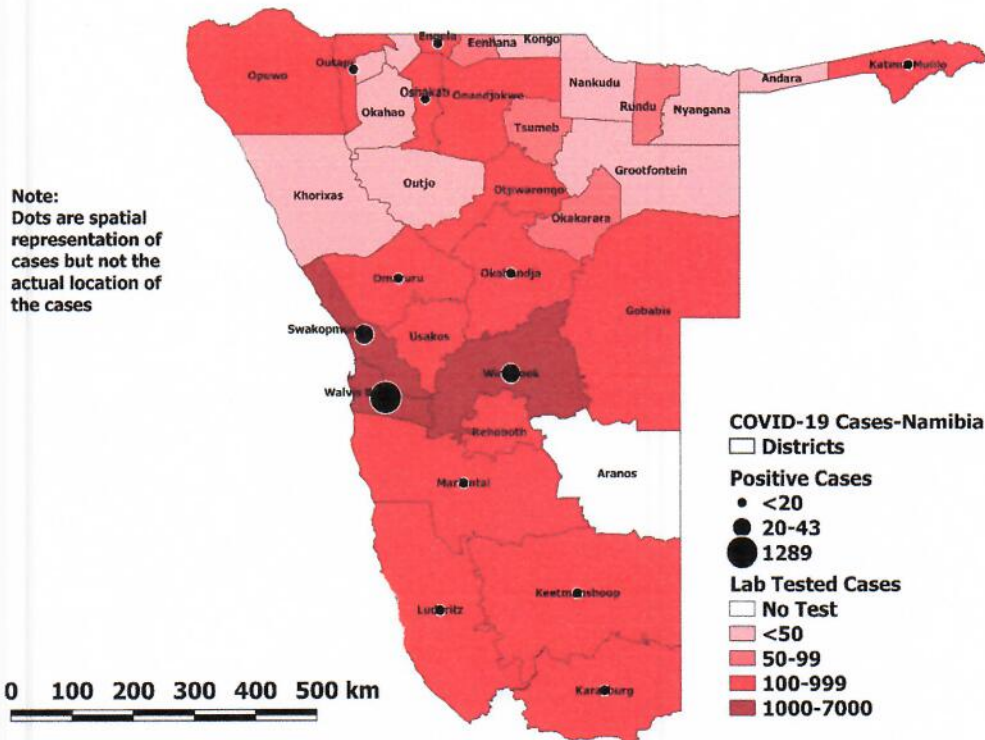 Engela
Eenhana
Kongo
Opuwo
Outapi
Oshakati
Onandjokwe
Nankudu
Rundu
Nyangana
Andara
Katima Mulilo
Okahao
Tsumeb
Grootfontein
Khorixas
Outjo
Otjiwarongo
Okakarara
Note:
Dots are spatial
representation of
cases but not the
actual location of
the cases
Omaruru
Okahandja
Gobabis
Swakopmun
Usakos
Walvis B
Windhoek
Rehoboth
Aranos
Mariental
Luderitz
Keetmanshoop
Karasburg
COVID-19 Cases-Namibia
Districts
Positive Cases
<20
20-43
1289
Lab Tested Cases
No Test
<50
50-99
100-999
1000-7000
0 100 200 300 400 500 km